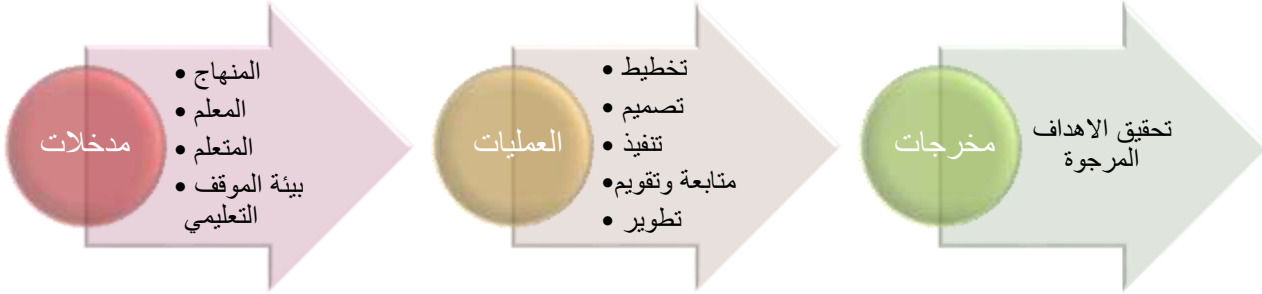 مدخلات
المنهاج •
المعلم •
المتعلم •
بيئة الموقف •
التعليمي
العمليات
تخطيط •
تصميم •
تنفيذ •
متابعة وتقويم•
تطوير •
مخرجات
تحقيق الاهداف
المرجوة